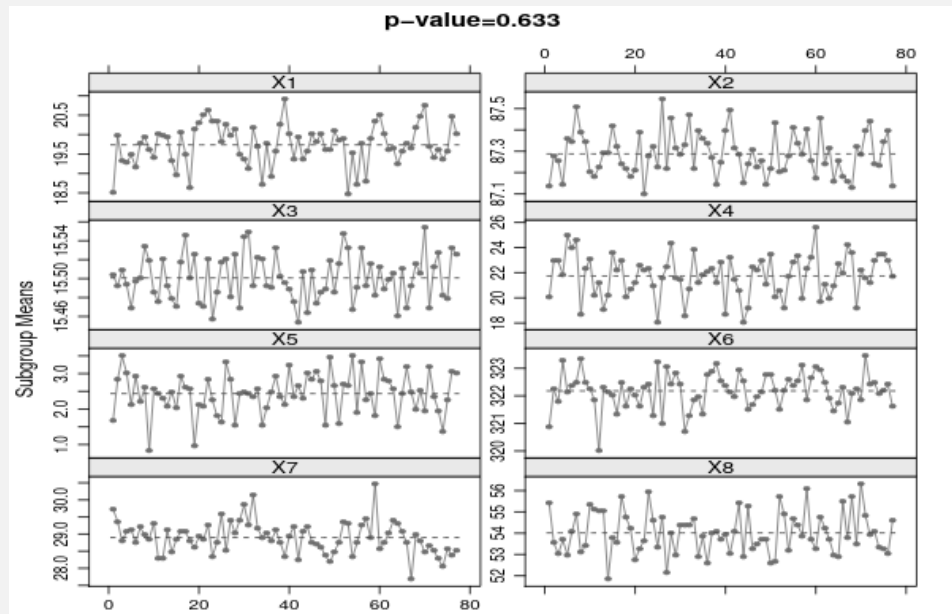 p-value=0.633
0 20 40 60 80
X1 X2
20.5 19.5 18.5
87.5 87.3 87.1
X3 X4
15.54 15.50 15.46
26 24 22 20 18
Subgroup Means
X5 X6
3.0 2.0 1.0
323 322 320
X7 X8
30.0 29.0 28.0
56 55 54 53 52
0 20 40 60 80